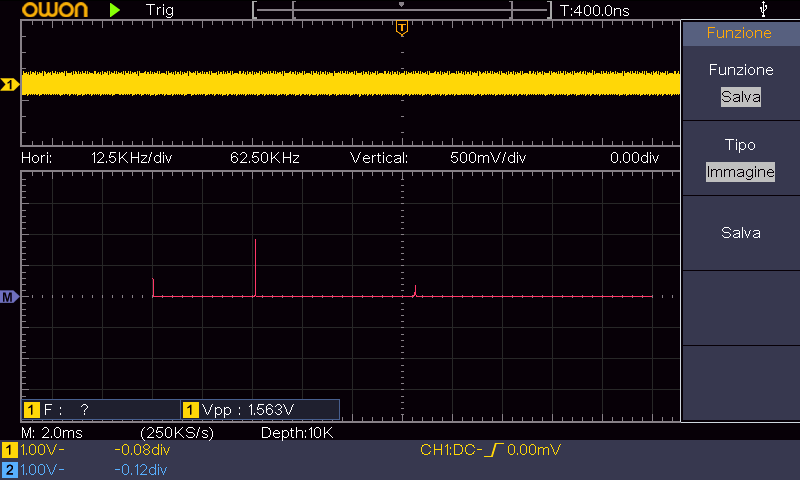 OWON Trig T:400.0ns
T
Funzione
Funzione
Salva
1
Hori: 12.5KHz/div 62.50KHz Vertical: 500mV/div 0.00div
Tipo
Immagine
Salva
M
1 F : ? 1 Vpp : 1.563V
M: 2.0ms (250KS/s) Depth:10K
1 1.00V- -0.08div CH1:DC- 0.00mV
2 1.00V- -0.12div